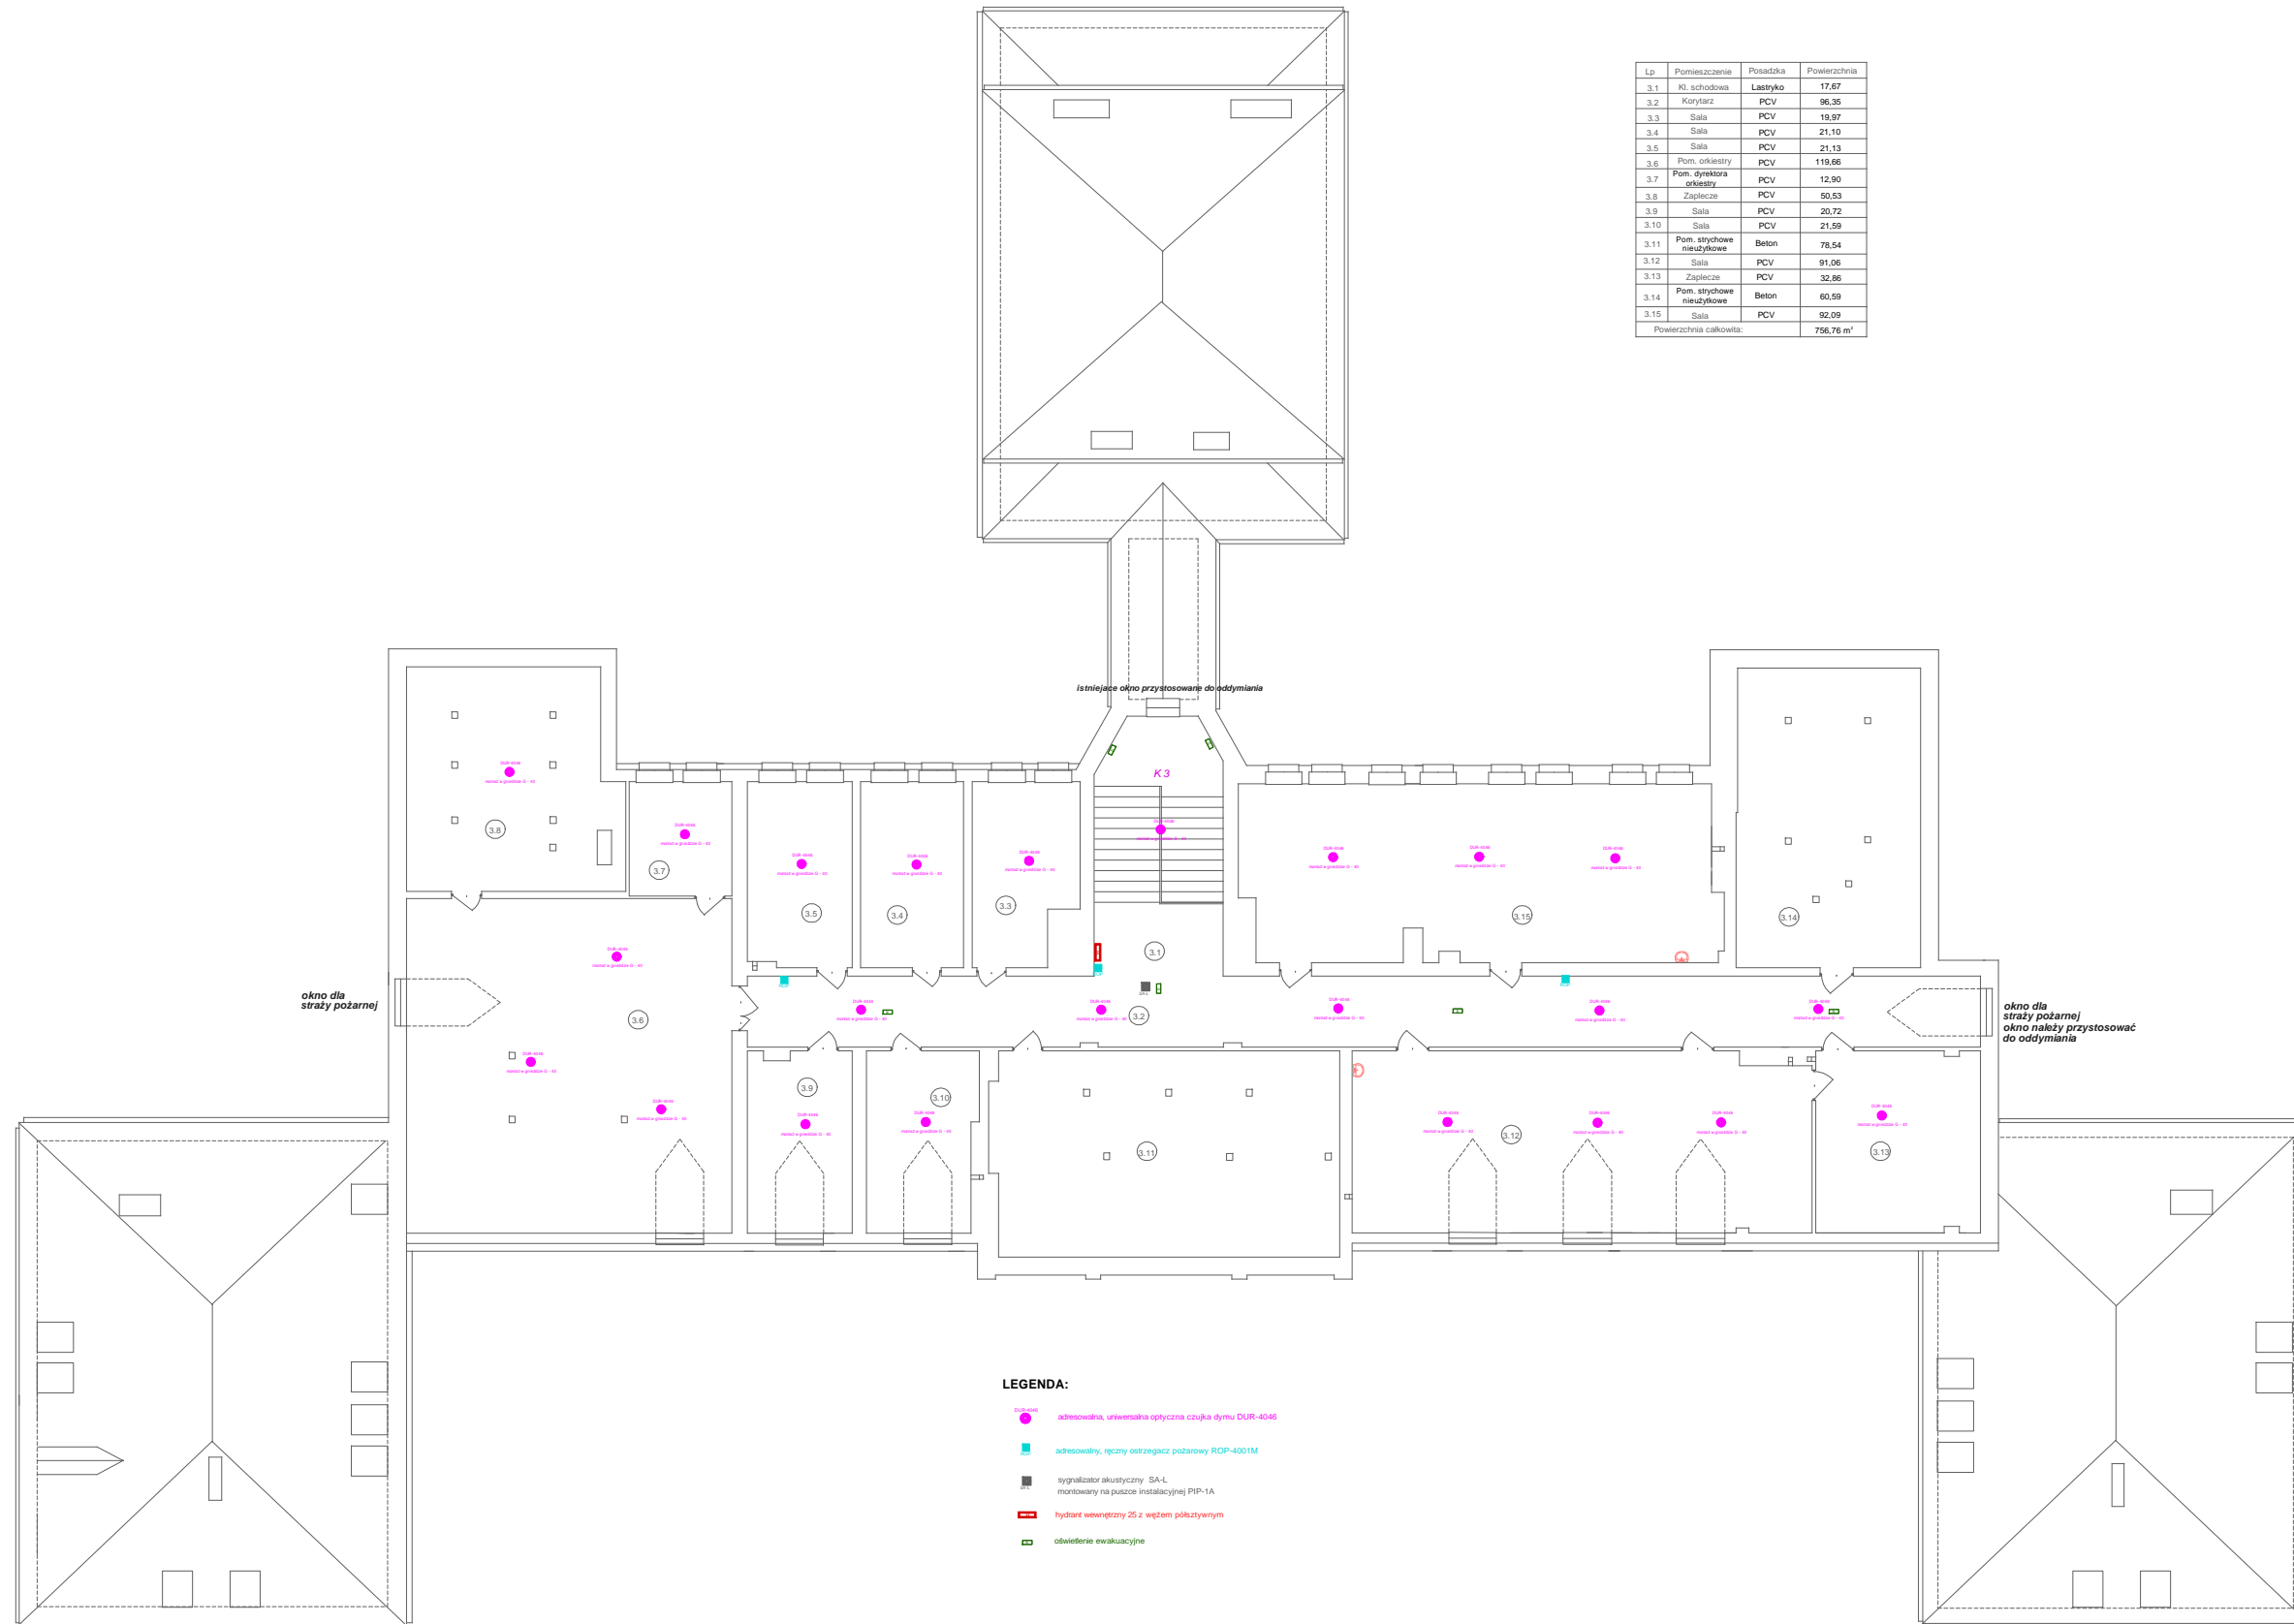 Lp Pomieszczenie Posadzka Powierzchnia
3.1 Kl. schodowa Lastryko 17,67
3.2 Korytarz PCV 96,35
3.3 Sala PCV 19,97
3.4 Sala PCV 21,10
3.5 Sala PCV 21,13
3.6 Pom. orkiestry PCV 119,66
3.7 Pom. dyrektora orkiestry PCV 12,90
3.8 Zaplecze PCV 50,53
3.9 Sala PCV 20,72
3.10 Sala PCV 21,59
3.11 Pom. strychowe nieużytkowe Beton 78,54
3.12 Sala PCV 91,06
3.13 Zaplecze PCV 32,86
3.14 Pom. strychowe nieużytkowe Beton 60,59
3.15 Sala PCV 92,09
Powierzchnia całkowita: 756,76 m²
istniejace okno przystosowane do oddymiania
K3
DUR-4046
3.8
3.7
3.5
3.4
3.3
3.1
3.15
3.14
okno dla
straży pożarnej
3.6
SA-L
3.2
okno dla
straży pożarnej
okno należy przystosować
do oddymiania
3.9
3.10
3.11
3.12
3.13
LEGENDA:
DUR-4046
adresowalna, uniwersalna optyczna czujka dymu DUR-4046
adresowalny, ręczny ostrzegacz pożarowy ROP-4001M
SA-L
sygnalizator akustyczny SA-L
montowany na puszce instalacyjnej PIP-1A
hydrant wewnętrzny 25 z wężem półsztywnym
oświetlenie ewakuacyjne